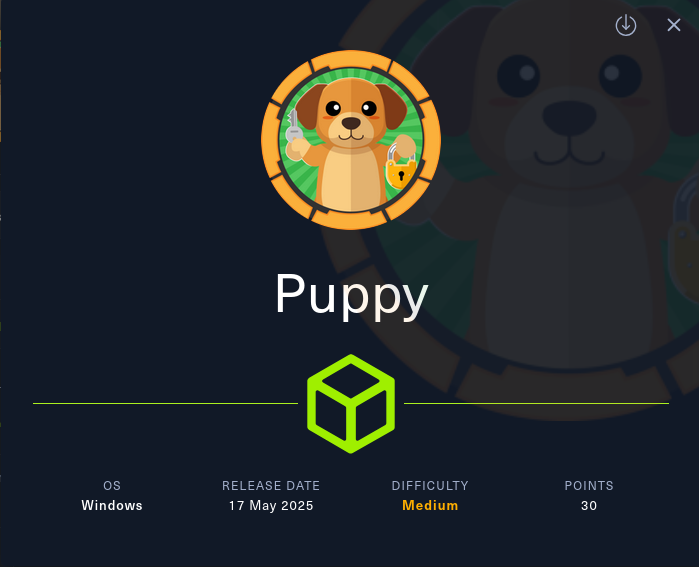 Puppy
OS
Windows
RELEASE DATE
17 May 2025
DIFFICULTY
Medium
POINTS
30